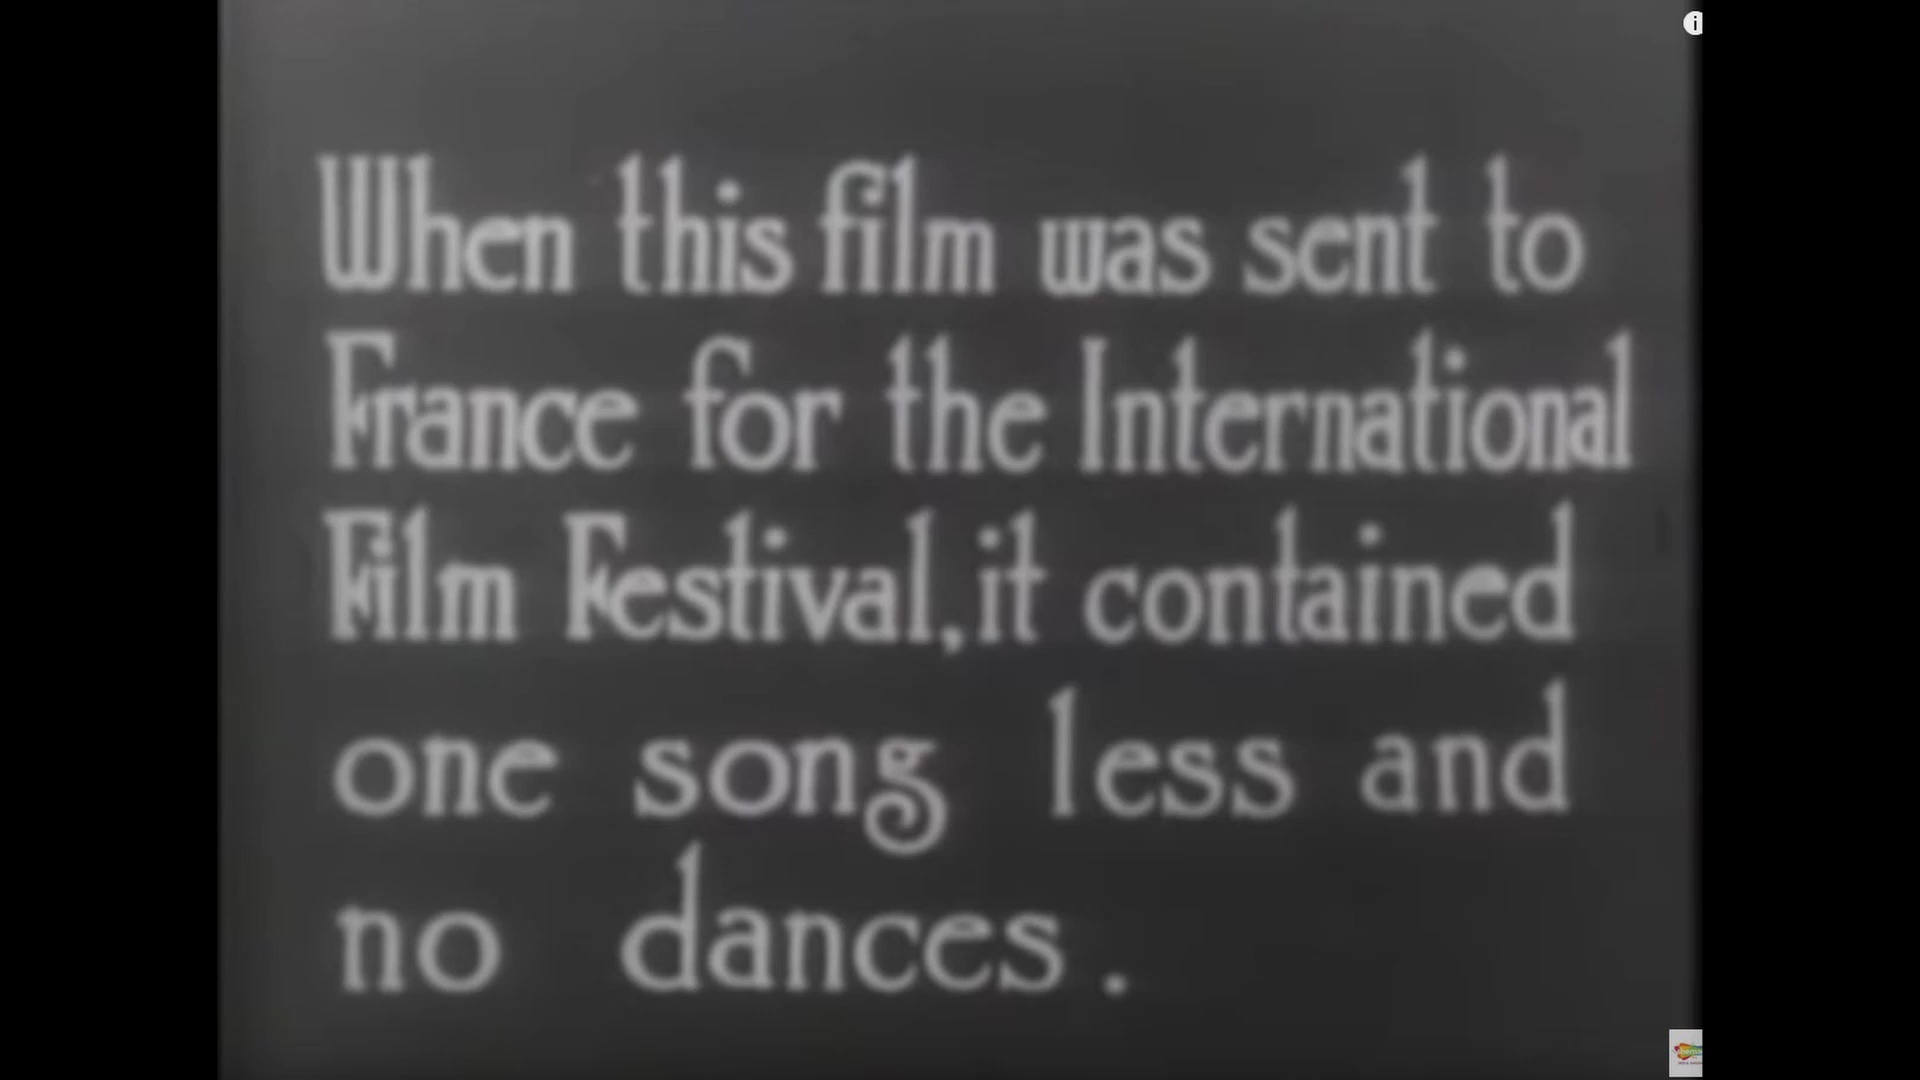 When this film was sent to
France for the International
Film Festival, it contained
one song less and
no dances.